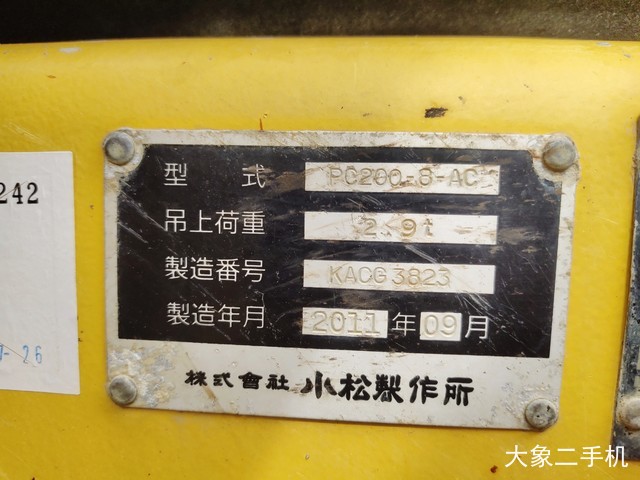 242
型式 PC200-8-AC
吊上荷重 2.9t
製造番号 KACG3823
製造年月 2011年09月
株式會社 小松製作所
26
大象二手机